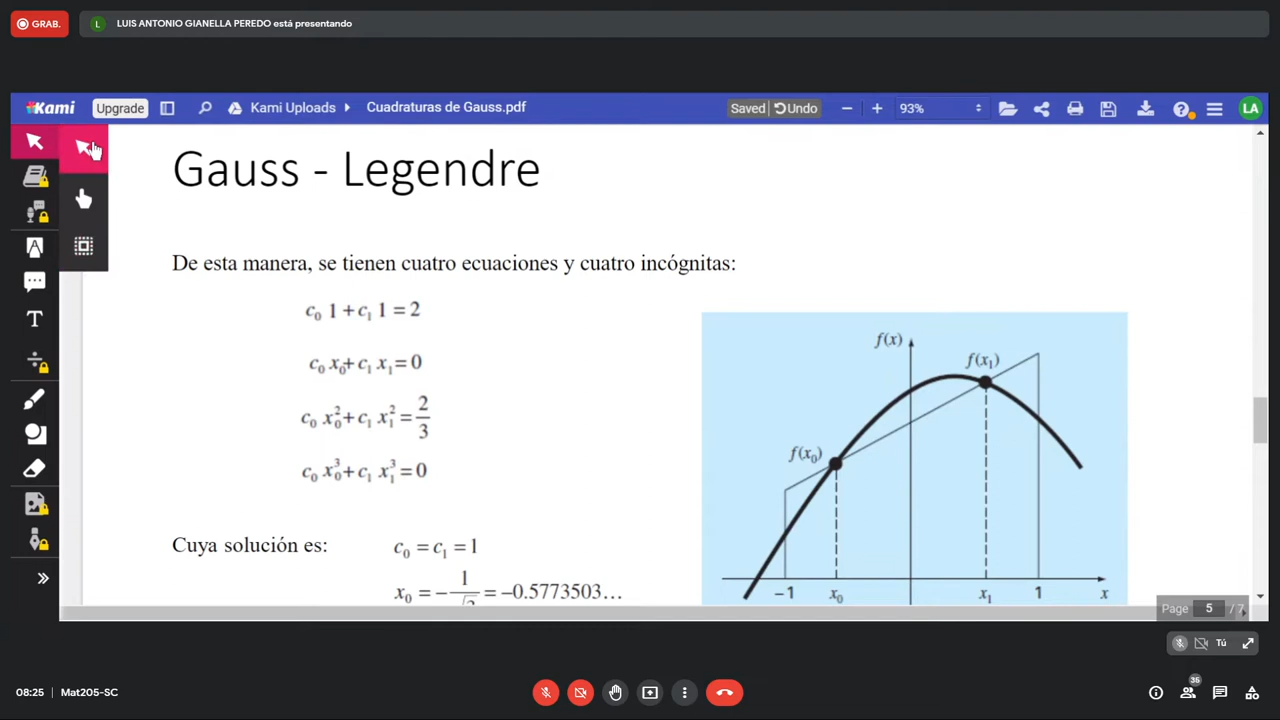 GRAB.
L
LUIS ANTONIO GIANELLA PEREDO está presentando
Kami
Upgrade
Kami Uploads
Cuadraturas de Gauss.pdf
Saved
Undo
93%
LA
Gauss - Legendre
De esta manera, se tienen cuatro ecuaciones y cuatro incógnitas:
c₀ 1 + c₁ 1 = 2
c₀ x₀ + c₁ x₁ = 0
c₀ x₀² + c₁ x₁² = 2/3
c₀ x₀³ + c₁ x₁³ = 0
Cuya solución es:
c₀ = c₁ = 1
x₀ = −1/√3 = −0.5773503…
f(x)
f(x₁)
f(x₀)
−1
x₀
x₁
1
x
Page 5 / 7
Tú
08:25
Mat205-SC
35